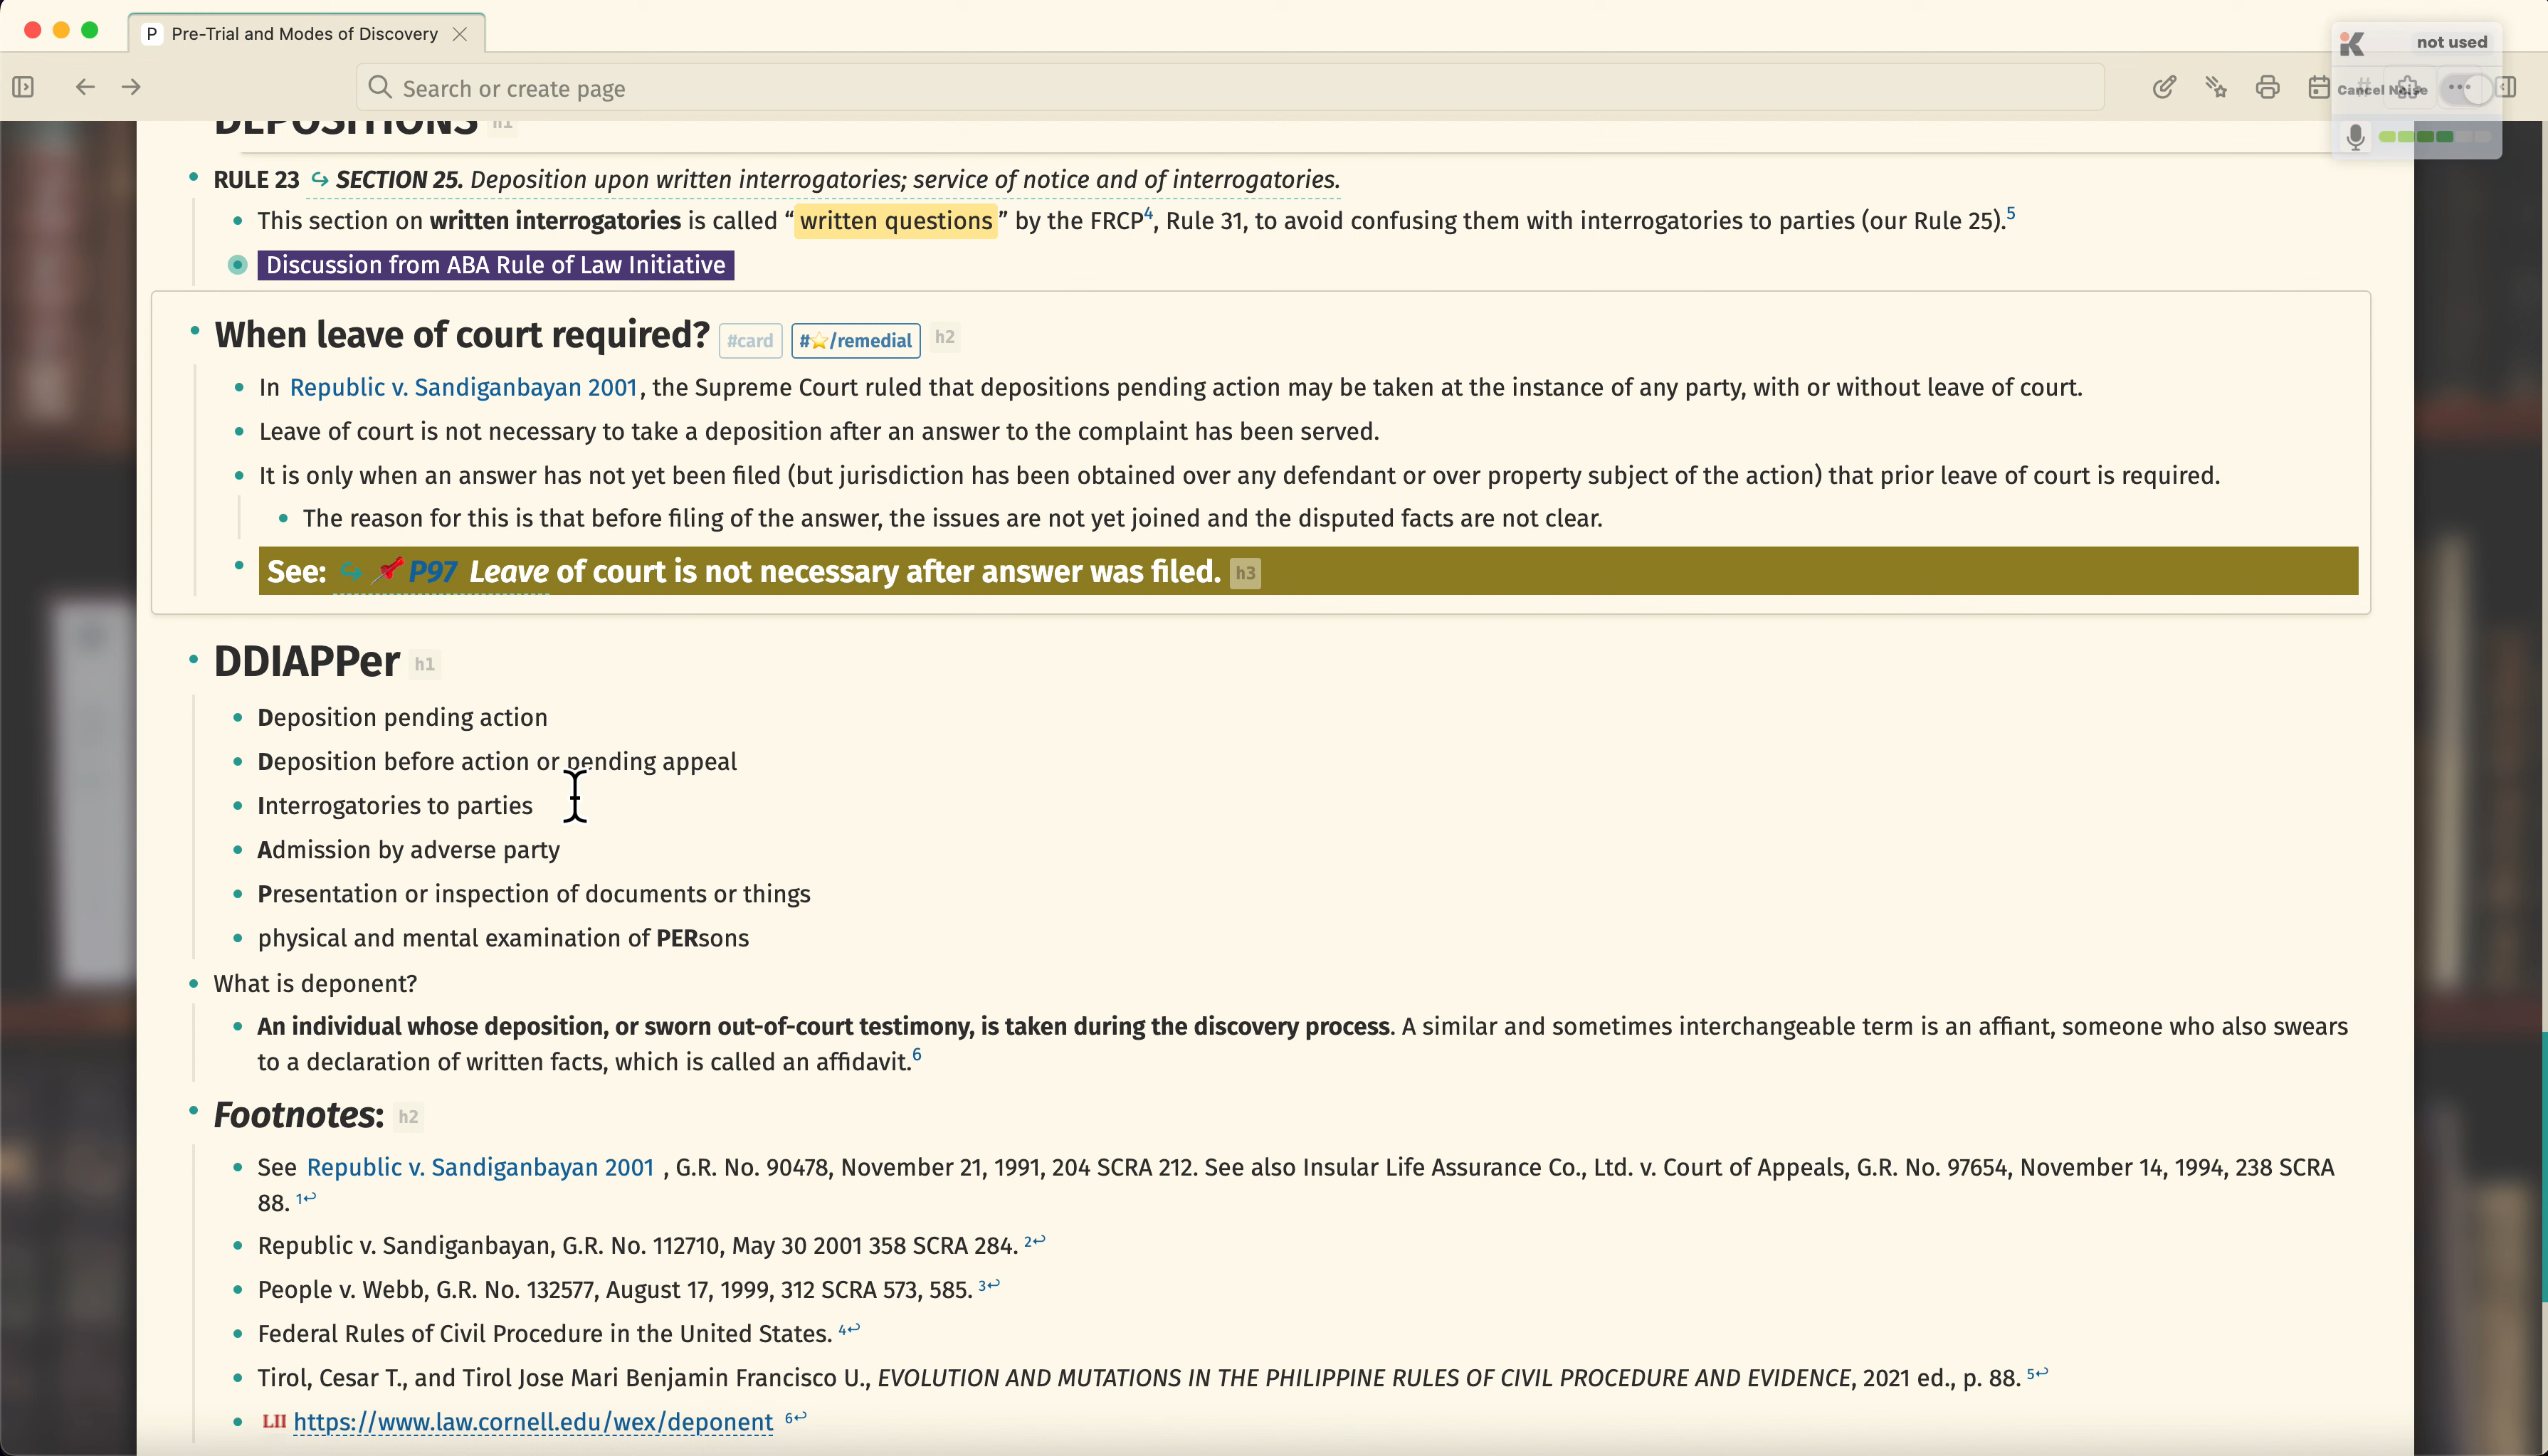 P Pre-Trial and Modes of Discovery
not used
Search or create page
Cancel Noise
DEPOSITIONS h1
RULE 23 SECTION 25. Deposition upon written interrogatories; service of notice and of interrogatories.
This section on written interrogatories is called “written questions” by the FRCP4, Rule 31, to avoid confusing them with interrogatories to parties (our Rule 25).5
Discussion from ABA Rule of Law Initiative
When leave of court required? #card #⭐/remedial h2
In Republic v. Sandiganbayan 2001, the Supreme Court ruled that depositions pending action may be taken at the instance of any party, with or without leave of court.
Leave of court is not necessary to take a deposition after an answer to the complaint has been served.
It is only when an answer has not yet been filed (but jurisdiction has been obtained over any defendant or over property subject of the action) that prior leave of court is required.
The reason for this is that before filing of the answer, the issues are not yet joined and the disputed facts are not clear.
See: ↪ 📌 P97 Leave of court is not necessary after answer was filed. h3
DDIAPPer h1
Deposition pending action
Deposition before action or pending appeal
Interrogatories to parties
Admission by adverse party
Presentation or inspection of documents or things
physical and mental examination of PERsons
What is deponent?
An individual whose deposition, or sworn out-of-court testimony, is taken during the discovery process. A similar and sometimes interchangeable term is an affiant, someone who also swears
to a declaration of written facts, which is called an affidavit.6
Footnotes: h2
See Republic v. Sandiganbayan 2001 , G.R. No. 90478, November 21, 1991, 204 SCRA 212. See also Insular Life Assurance Co., Ltd. v. Court of Appeals, G.R. No. 97654, November 14, 1994, 238 SCRA
88. 1↩
Republic v. Sandiganbayan, G.R. No. 112710, May 30 2001 358 SCRA 284. 2↩
People v. Webb, G.R. No. 132577, August 17, 1999, 312 SCRA 573, 585. 3↩
Federal Rules of Civil Procedure in the United States. 4↩
Tirol, Cesar T., and Tirol Jose Mari Benjamin Francisco U., EVOLUTION AND MUTATIONS IN THE PHILIPPINE RULES OF CIVIL PROCEDURE AND EVIDENCE, 2021 ed., p. 88. 5↩
LII https://www.law.cornell.edu/wex/deponent 6↩